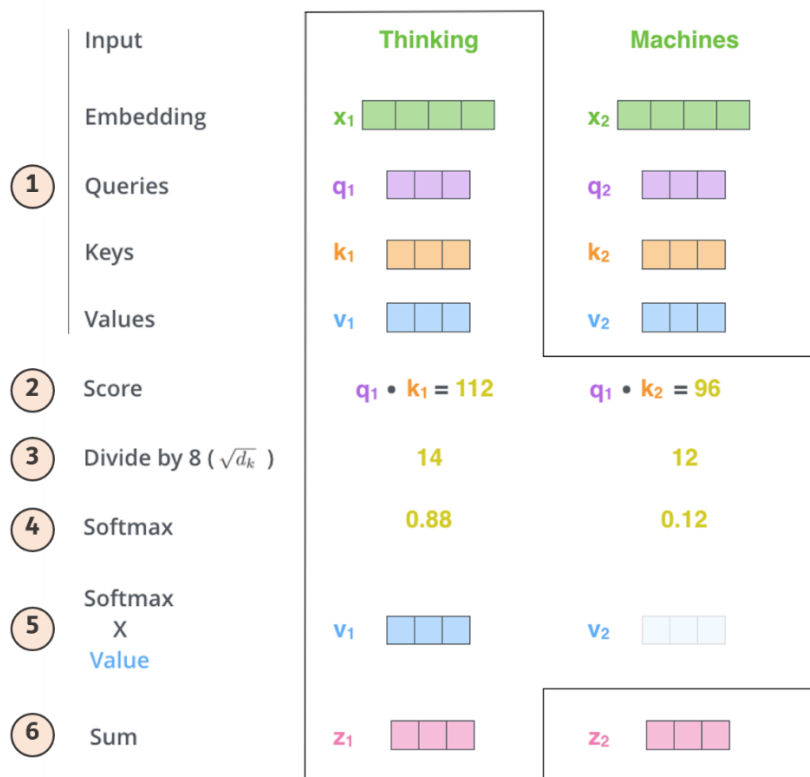 Input Thinking Machines
Embedding x₁ x₂
1 Queries q₁ q₂
Keys k₁ k₂
Values v₁ v₂
2 Score q₁ • k₁ = 112 q₁ • k₂ = 96
3 Divide by 8 ( √dₖ ) 14 12
4 Softmax 0.88 0.12
Softmax
5 X v₁ v₂
Value
6 Sum z₁ z₂